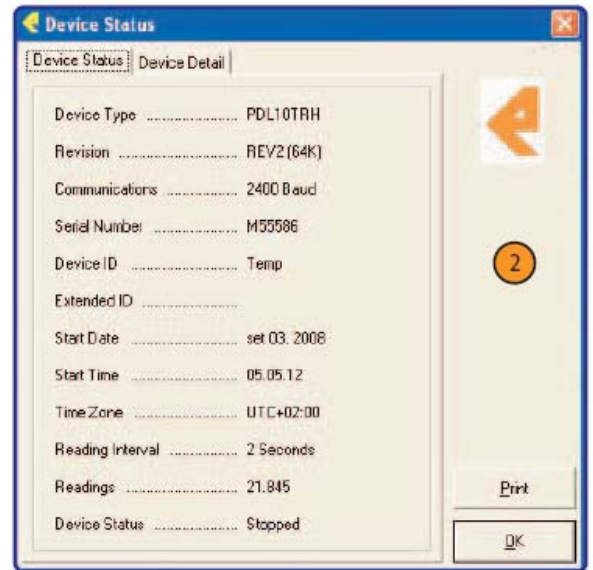 Device Status
Device Status Device Detail
Device Type ..................... PDL10TRH
Revision ........................... REV2 (64K)
Communications ................ 2400 Baud
Serial Number .................. M55586
Device ID ....................... Temp
Extended ID .....................
Start Date ....................... set 03. 2008
Start Time ....................... 05.05.12
Time Zone ....................... UTC+02:00
Reading Interval ............... 2 Seconds
Readings ......................... 21.845
Device Status .................. Stopped
2
Print
OK